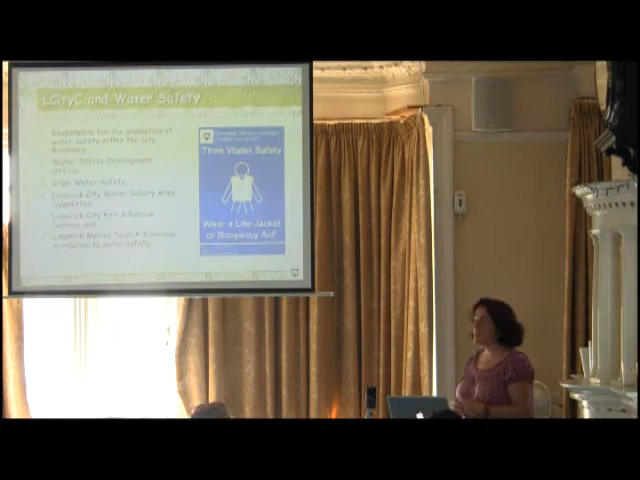 LCityC and Water Safety
Responsible for the promotion of
water safety within the City
Boundary
Water Safety Development
Officer
Irish Water Safety
Limerick City Water Safety Area
Committee
Limerick City Fire & Rescue
Service and
Limerick Marine Search & Rescue
in relation to water safety
Think Water Safety
Wear a Life-Jacket
or Buoyancy Aid!